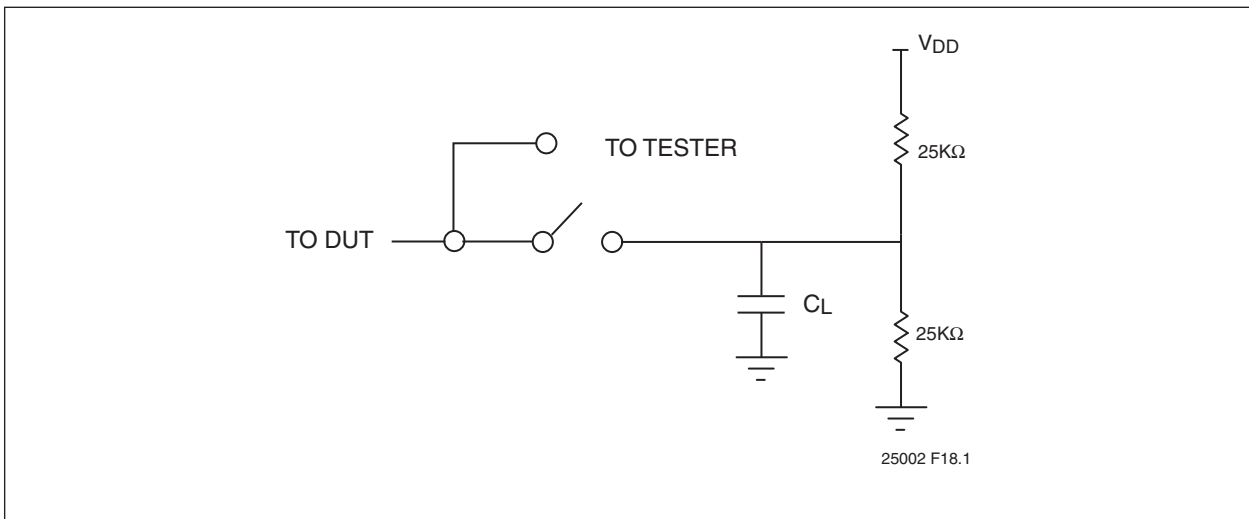 VDD
25KΩ
TO TESTER
TO DUT
CL
25KΩ
25002 F18.1